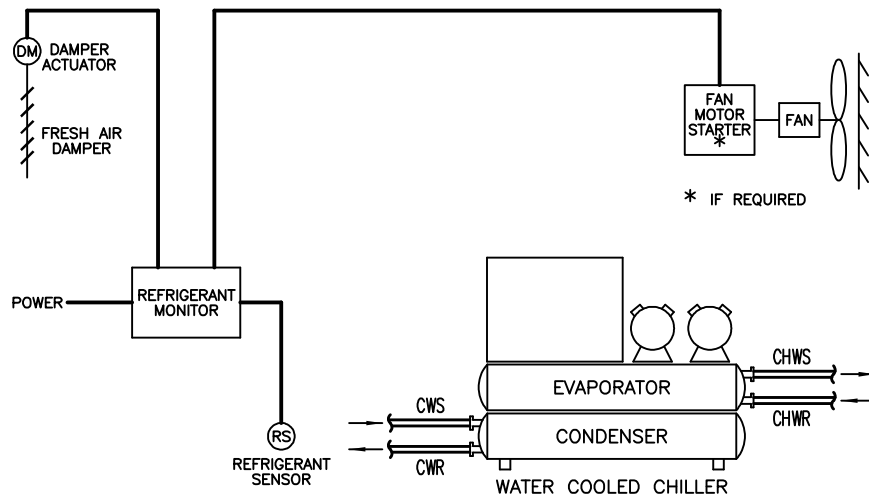 DM
DAMPER
ACTUATOR
FRESH AIR
DAMPER
FAN
MOTOR
STARTER
*
FAN
* IF REQUIRED
POWER
REFRIGERANT
MONITOR
RS
REFRIGERANT
SENSOR
CHWS
EVAPORATOR
CHWR
CWS
CONDENSER
CWR
WATER COOLED CHILLER